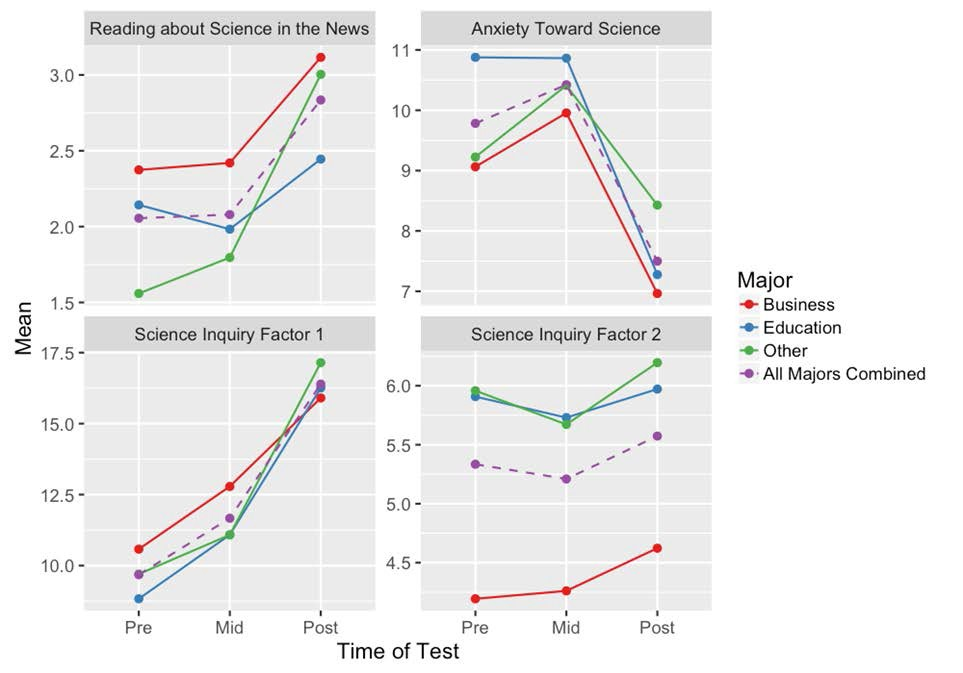 Reading about Science in the News
Anxiety Toward Science
3.0
2.5
2.0
1.5
11
10
9
8
7
Mean
Science Inquiry Factor 1
Science Inquiry Factor 2
17.5
15.0
12.5
10.0
6.0
5.5
5.0
4.5
Pre Mid Post
Pre Mid Post
Time of Test
Major
Business
Education
Other
All Majors Combined